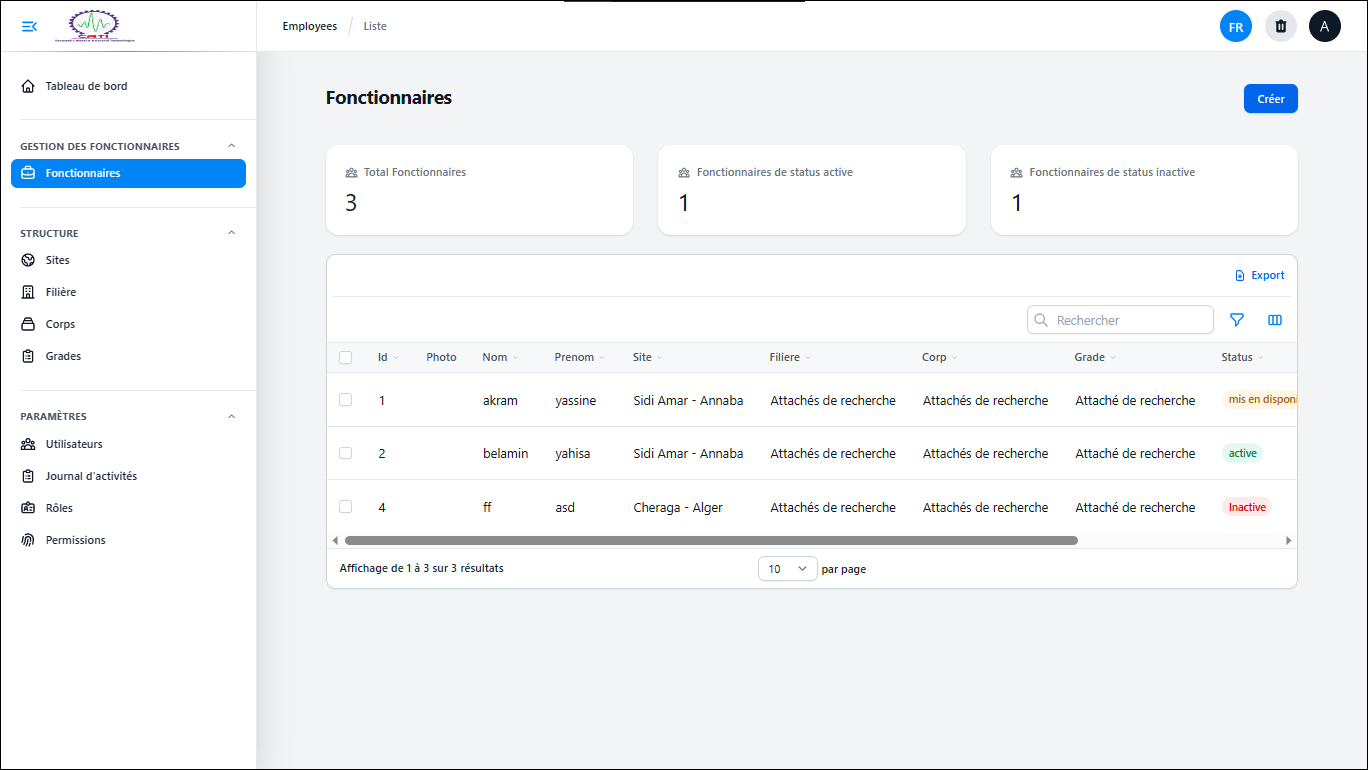 Employees / Liste
FR
A
Tableau de bord
GESTION DES FONCTIONNAIRES
Fonctionnaires
STRUCTURE
Sites
Filière
Corps
Grades
PARAMÈTRES
Utilisateurs
Journal d'activités
Rôles
Permissions
Fonctionnaires
Créer
Total Fonctionnaires
3
Fonctionnaires de status active
1
Fonctionnaires de status inactive
1
Export
Rechercher
Id Photo Nom Prenom Site Filiere Corp Grade Status
1 akram yassine Sidi Amar - Annaba Attachés de recherche Attachés de recherche Attaché de recherche mis en disponi
2 belamin yahisa Sidi Amar - Annaba Attachés de recherche Attachés de recherche Attaché de recherche active
4 ff asd Cheraga - Alger Attachés de recherche Attachés de recherche Attaché de recherche Inactive
Affichage de 1 à 3 sur 3 résultats
10 par page